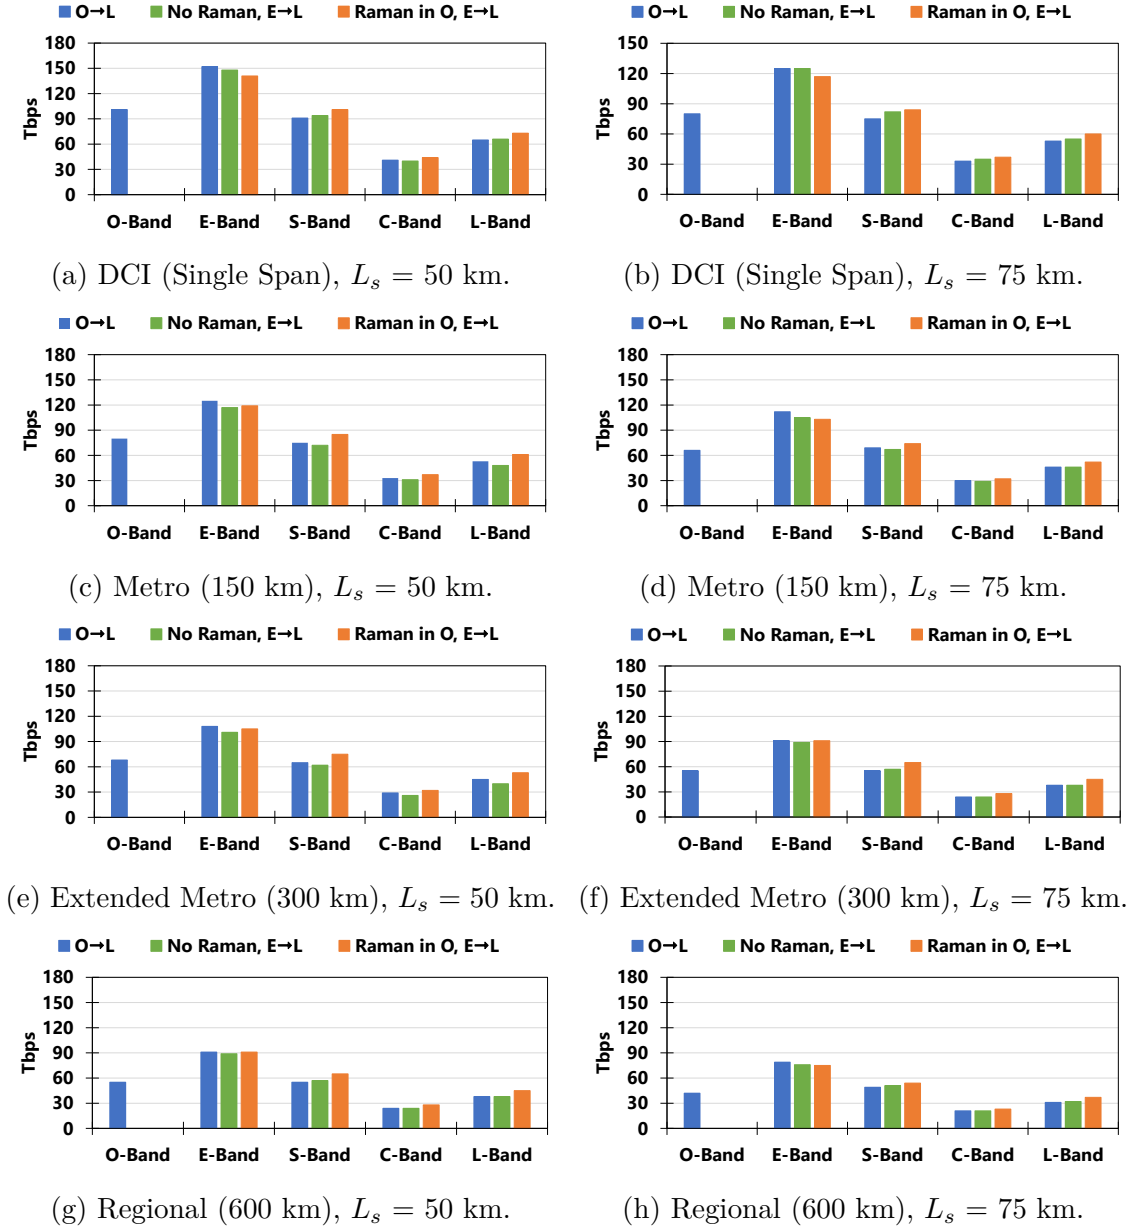 O→L No Raman, E→L Raman in O, E→L
180
150
120
90
60
30
0
Tbps
O-Band E-Band S-Band C-Band L-Band
(a) DCI (Single Span), Lₛ = 50 km.
O→L No Raman, E→L Raman in O, E→L
150
120
90
60
30
0
Tbps
O-Band E-Band S-Band C-Band L-Band
(b) DCI (Single Span), Lₛ = 75 km.
O→L No Raman, E→L Raman in O, E→L
180
150
120
90
60
30
0
Tbps
O-Band E-Band S-Band C-Band L-Band
(c) Metro (150 km), Lₛ = 50 km.
O→L No Raman, E→L Raman in O, E→L
180
150
120
90
60
30
0
Tbps
O-Band E-Band S-Band C-Band L-Band
(d) Metro (150 km), Lₛ = 75 km.
O→L No Raman, E→L Raman in O, E→L
180
150
120
90
60
30
0
Tbps
O-Band E-Band S-Band C-Band L-Band
(e) Extended Metro (300 km), Lₛ = 50 km.
O→L No Raman, E→L Raman in O, E→L
180
150
120
90
60
30
0
Tbps
O-Band E-Band S-Band C-Band L-Band
(f) Extended Metro (300 km), Lₛ = 75 km.
O→L No Raman, E→L Raman in O, E→L
180
150
120
90
60
30
0
Tbps
O-Band E-Band S-Band C-Band L-Band
(g) Regional (600 km), Lₛ = 50 km.
O→L No Raman, E→L Raman in O, E→L
180
150
120
90
60
30
0
Tbps
O-Band E-Band S-Band C-Band L-Band
(h) Regional (600 km), Lₛ = 75 km.